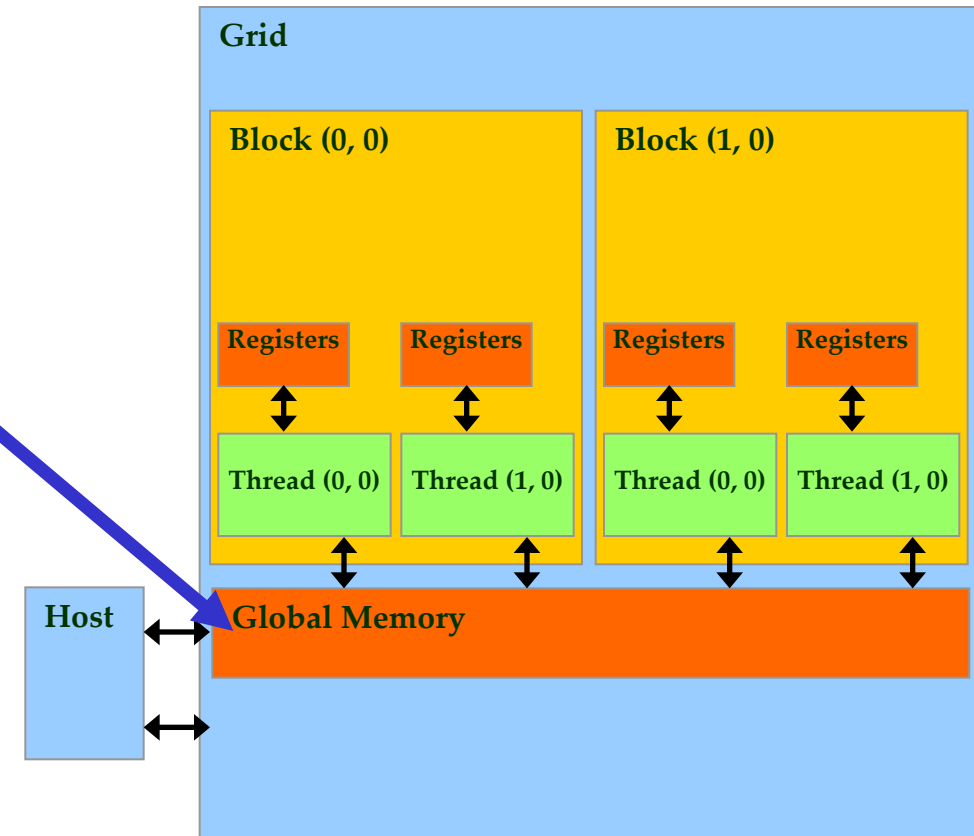 Grid
Block (0, 0)
Block (1, 0)
Registers
Registers
Registers
Registers
Thread (0, 0)
Thread (1, 0)
Thread (0, 0)
Thread (1, 0)
Host
Global Memory